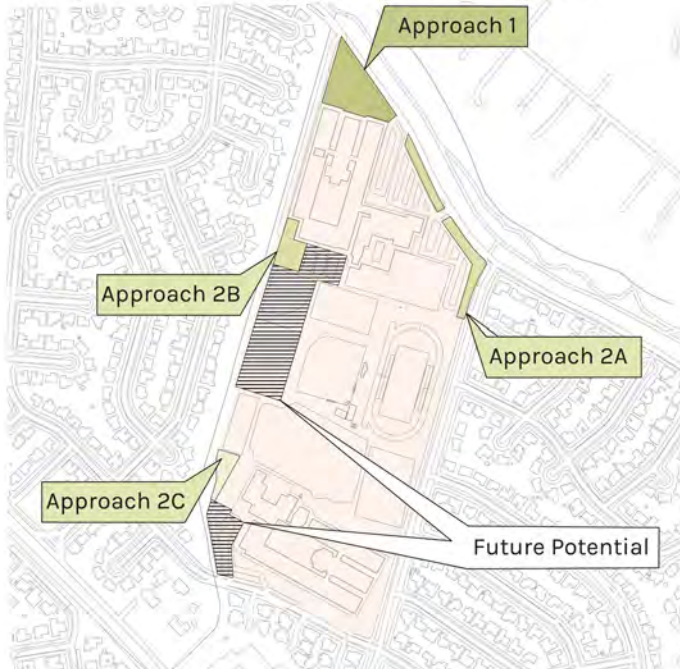 Approach 1
Approach 2B
Approach 2A
Approach 2C
Future Potential